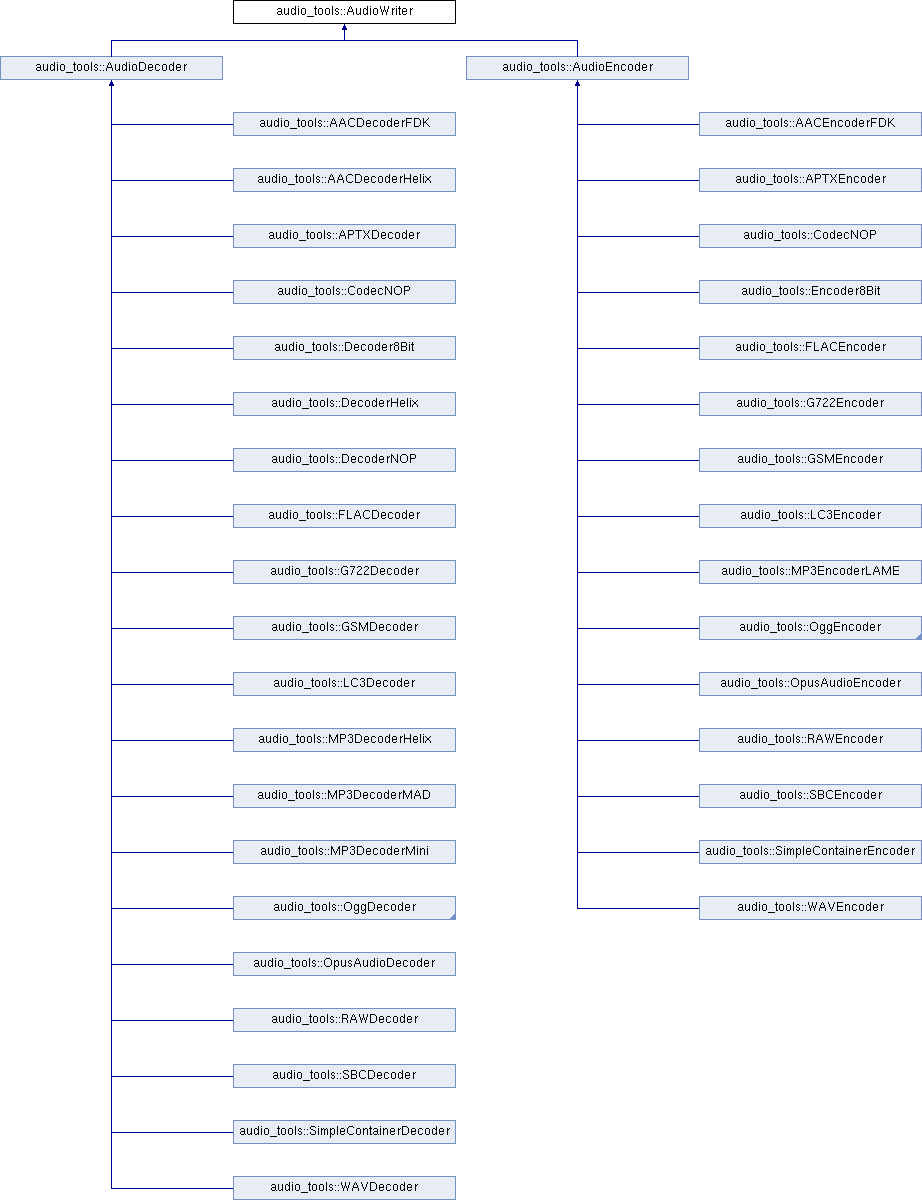 audio_tools::AudioWriter
audio_tools::AudioDecoder
audio_tools::AudioEncoder
audio_tools::AACDecoderFDK
audio_tools::AACEncoderFDK
audio_tools::AACDecoderHelix
audio_tools::APTXEncoder
audio_tools::APTXDecoder
audio_tools::CodecNOP
audio_tools::CodecNOP
audio_tools::Encoder8Bit
audio_tools::Decoder8Bit
audio_tools::FLACEncoder
audio_tools::DecoderHelix
audio_tools::G722Encoder
audio_tools::DecoderNOP
audio_tools::GSMEncoder
audio_tools::FLACDecoder
audio_tools::LC3Encoder
audio_tools::G722Decoder
audio_tools::MP3EncoderLAME
audio_tools::GSMDecoder
audio_tools::OggEncoder
audio_tools::LC3Decoder
audio_tools::OpusAudioEncoder
audio_tools::MP3DecoderHelix
audio_tools::RAWEncoder
audio_tools::MP3DecoderMAD
audio_tools::SBCEncoder
audio_tools::MP3DecoderMini
audio_tools::SimpleContainerEncoder
audio_tools::OggDecoder
audio_tools::WAVEncoder
audio_tools::OpusAudioDecoder
audio_tools::RAWDecoder
audio_tools::SBCDecoder
audio_tools::SimpleContainerDecoder
audio_tools::WAVDecoder